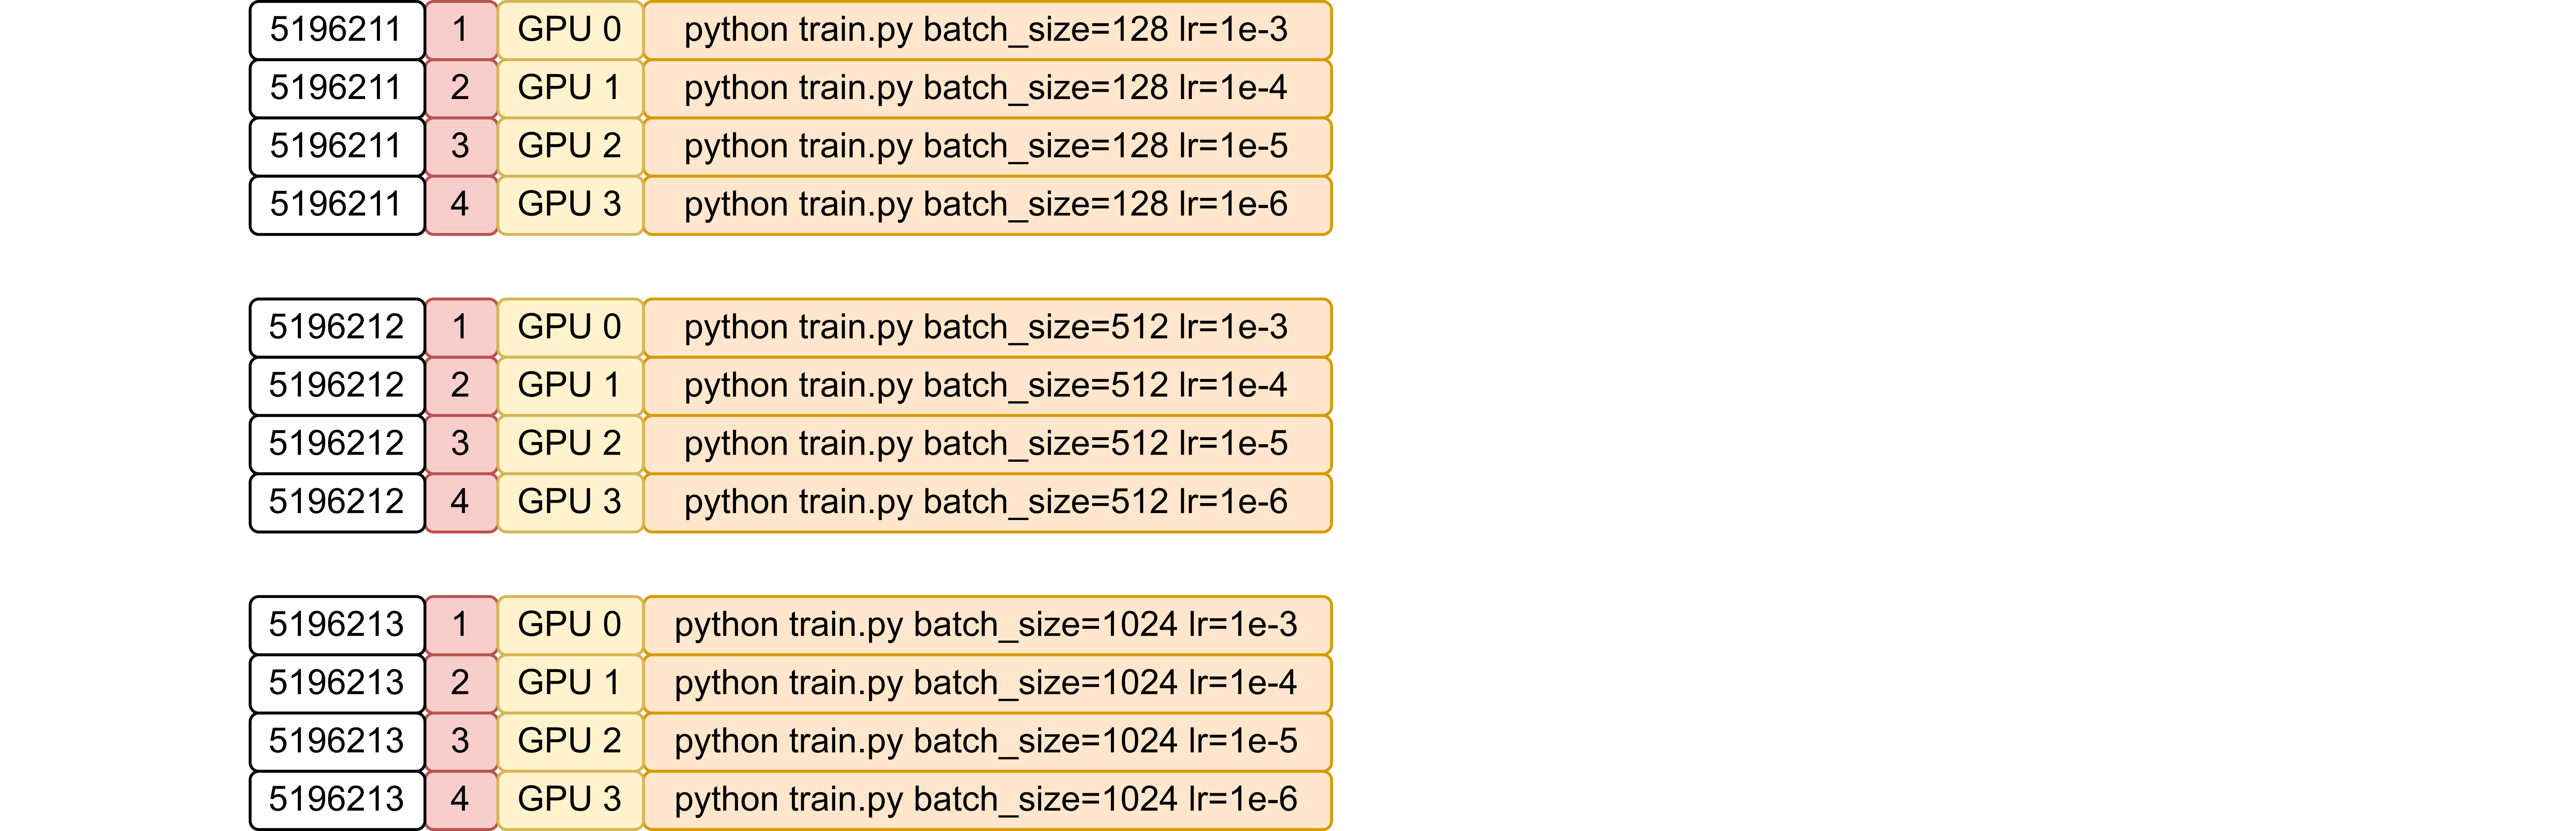 5196211 1 GPU 0 python train.py batch_size=128 lr=1e-3
5196211 2 GPU 1 python train.py batch_size=128 lr=1e-4
5196211 3 GPU 2 python train.py batch_size=128 lr=1e-5
5196211 4 GPU 3 python train.py batch_size=128 lr=1e-6
5196212 1 GPU 0 python train.py batch_size=512 lr=1e-3
5196212 2 GPU 1 python train.py batch_size=512 lr=1e-4
5196212 3 GPU 2 python train.py batch_size=512 lr=1e-5
5196212 4 GPU 3 python train.py batch_size=512 lr=1e-6
5196213 1 GPU 0 python train.py batch_size=1024 lr=1e-3
5196213 2 GPU 1 python train.py batch_size=1024 lr=1e-4
5196213 3 GPU 2 python train.py batch_size=1024 lr=1e-5
5196213 4 GPU 3 python train.py batch_size=1024 lr=1e-6